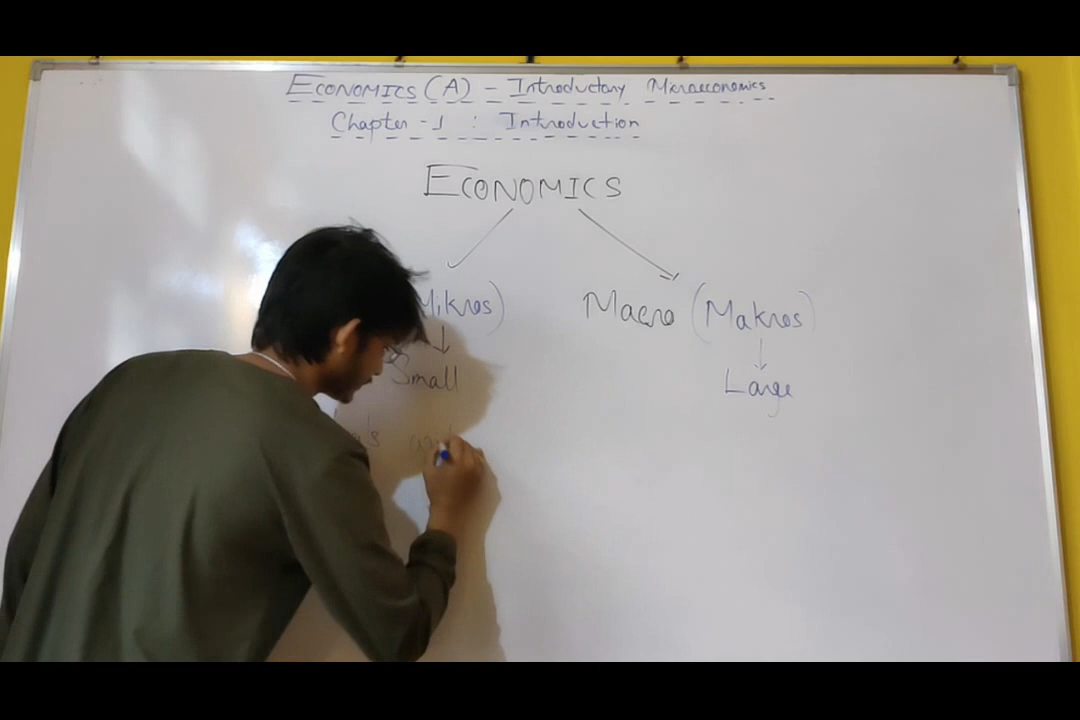 ECONOMICS (A) - Introductory Microeconomics
Chapter - 1 : Introduction
ECONOMICS
Mikros) Macro (Makros)
Small Large